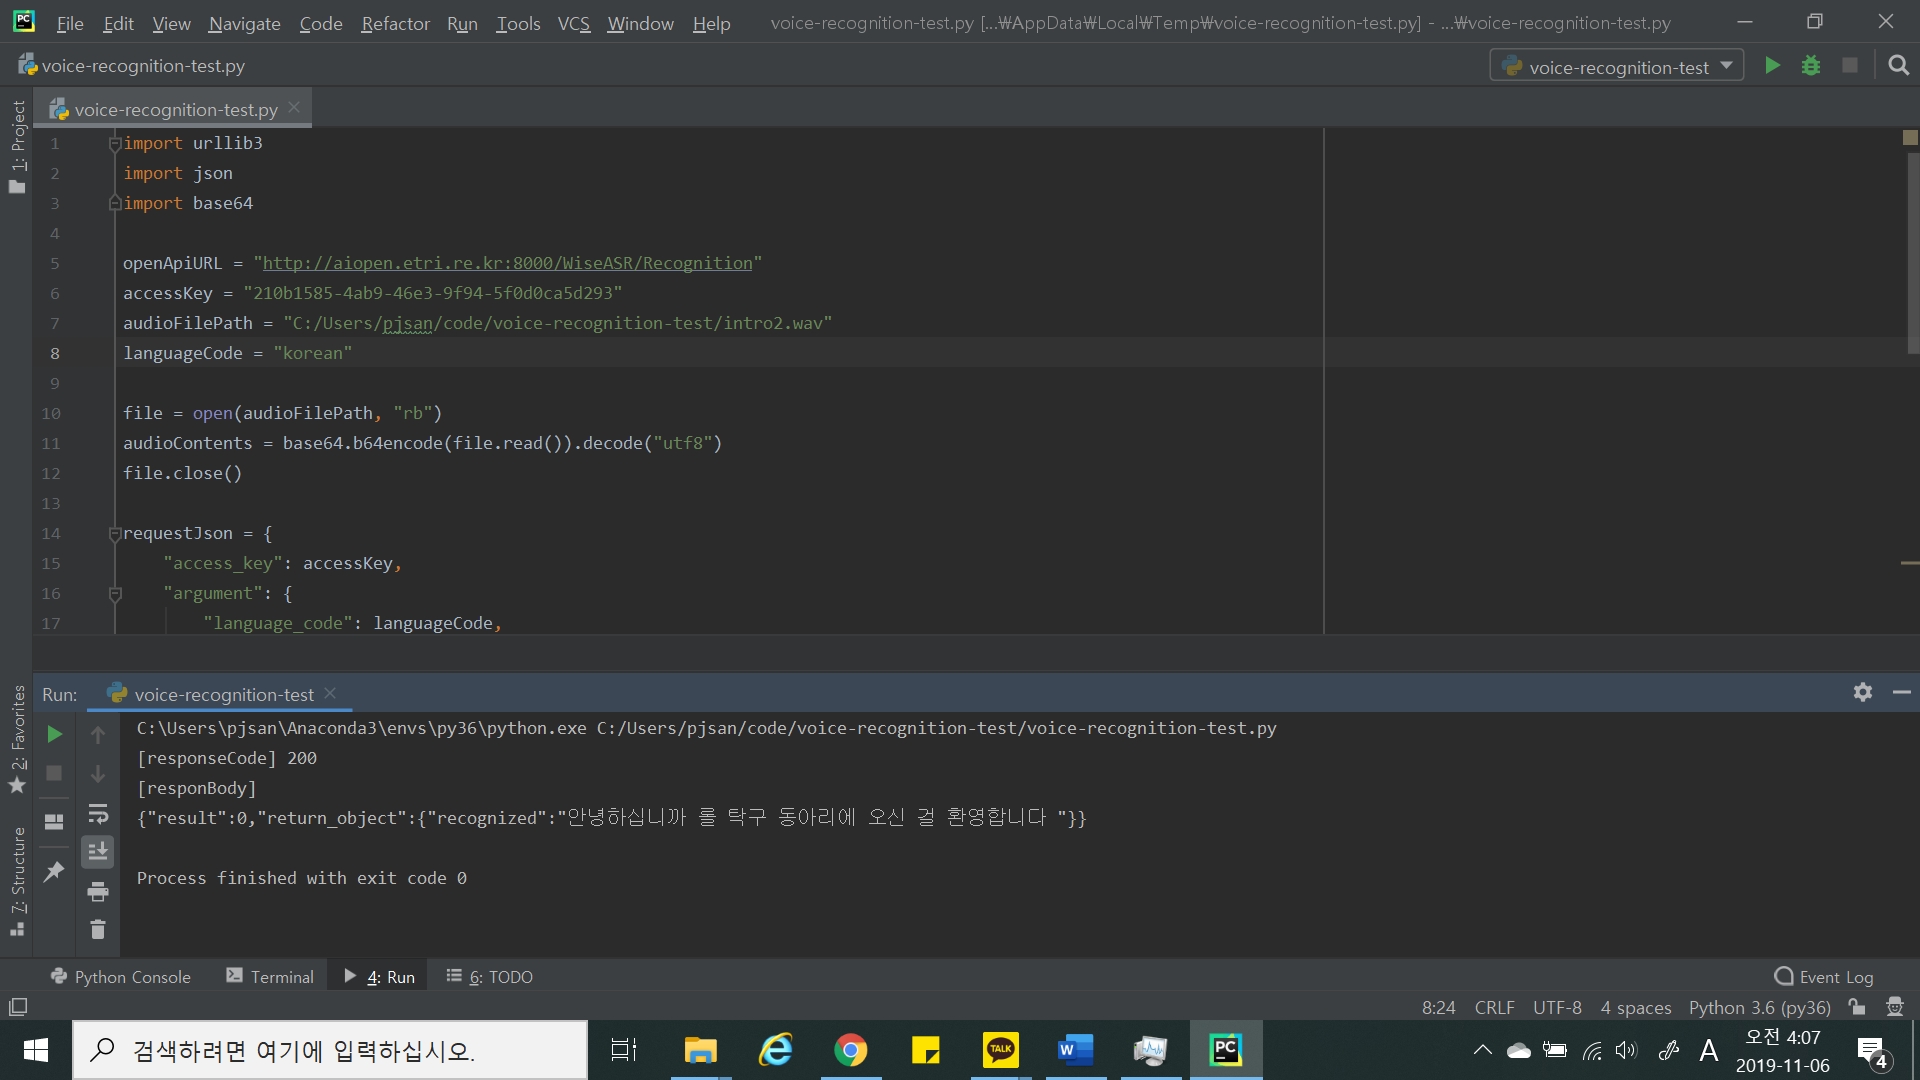 File Edit View Navigate Code Refactor Run Tools VCS Window Help voice-recognition-test.py [...₩AppData₩Local₩Temp₩voice-recognition-test.py] - ...₩voice-recognition-test.py
voice-recognition-test.py
voice-recognition-test
voice-recognition-test.py
1: Project
1 import urllib3
2 import json
3 import base64
4
5 openApiURL = "http://aiopen.etri.re.kr:8000/WiseASR/Recognition"
6 accessKey = "210b1585-4ab9-46e3-9f94-5f0d0ca5d293"
7 audioFilePath = "C:/Users/pjsan/code/voice-recognition-test/intro2.wav"
8 languageCode = "korean"
9
10 file = open(audioFilePath, "rb")
11 audioContents = base64.b64encode(file.read()).decode("utf8")
12 file.close()
13
14 requestJson = {
15 "access_key": accessKey,
16 "argument": {
17 "language_code": languageCode,
2: Favorites
7: Structure
Run: voice-recognition-test
C:\Users\pjsan\Anaconda3\envs\py36\python.exe C:/Users/pjsan/code/voice-recognition-test/voice-recognition-test.py
[responseCode] 200
[responBody]
{"result":0,"return_object":{"recognized":"안녕하십니까 롤 탁구 동아리에 오신 걸 환영합니다 "}}
Process finished with exit code 0
Python Console Terminal 4: Run 6: TODO Event Log
8:24 CRLF UTF-8 4 spaces Python 3.6 (py36)
검색하려면 여기에 입력하십시오.
TALK
W
PC
A
오전 4:07
2019-11-06
4